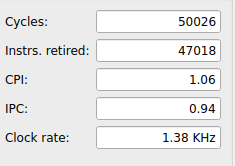 Cycles: 50026
Instrs. retired: 47018
CPI: 1.06
IPC: 0.94
Clock rate: 1.38 KHz